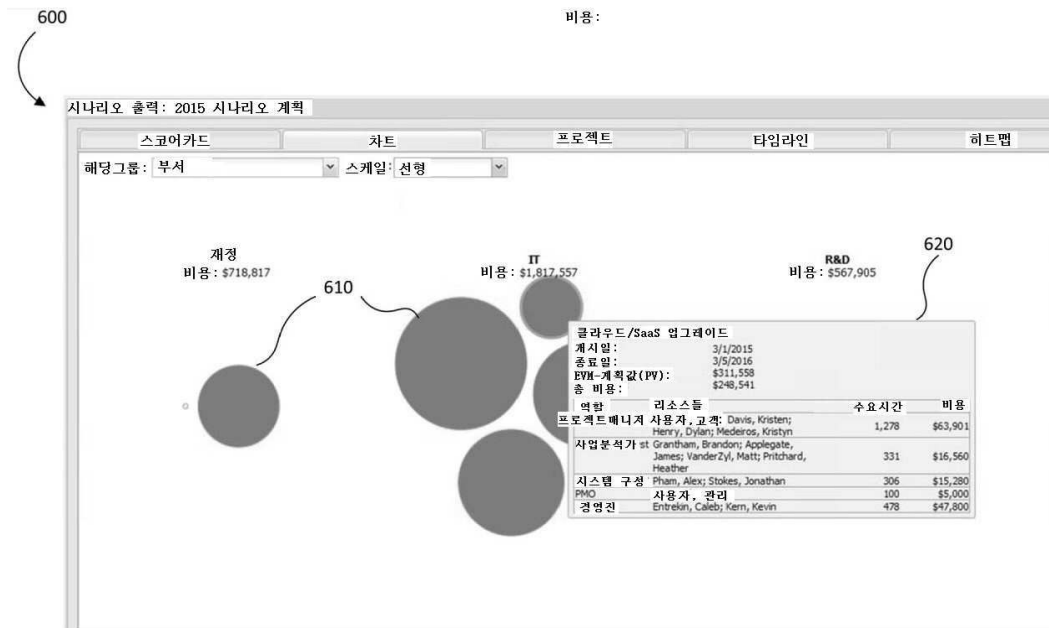 600
비용:
시나리오 출력: 2015 시나리오 계획
스코어카드 차트 프로젝트 타임라인 히트맵
해당그룹: 부서 스케일: 선형
재정
비용: $718,817
IT
비용: $1,817,557
R&D
비용: $567,905
620
610
클라우드/SaaS 업그레이드
개시일: 3/1/2015
종료일: 3/5/2016
EVM-계획값(PV): $311,558
총 비용: $248,541
역할 리소스들 수요시간 비용
프로젝트매니저 사용자,고객: Davis, Kristen; Henry, Dylan; Medeiros, Kristyn 1,278 $63,901
사업분석가 st Grantham, Brandon; Applegate, James; VanderZyl, Matt; Pritchard, Heather 331 $16,560
시스템 구성 Pham, Alex; Stokes, Jonathan 306 $15,280
PMO 사용자, 관리 100 $5,000
경영진 Entrekin, Caleb; Kern, Kevin 478 $47,800